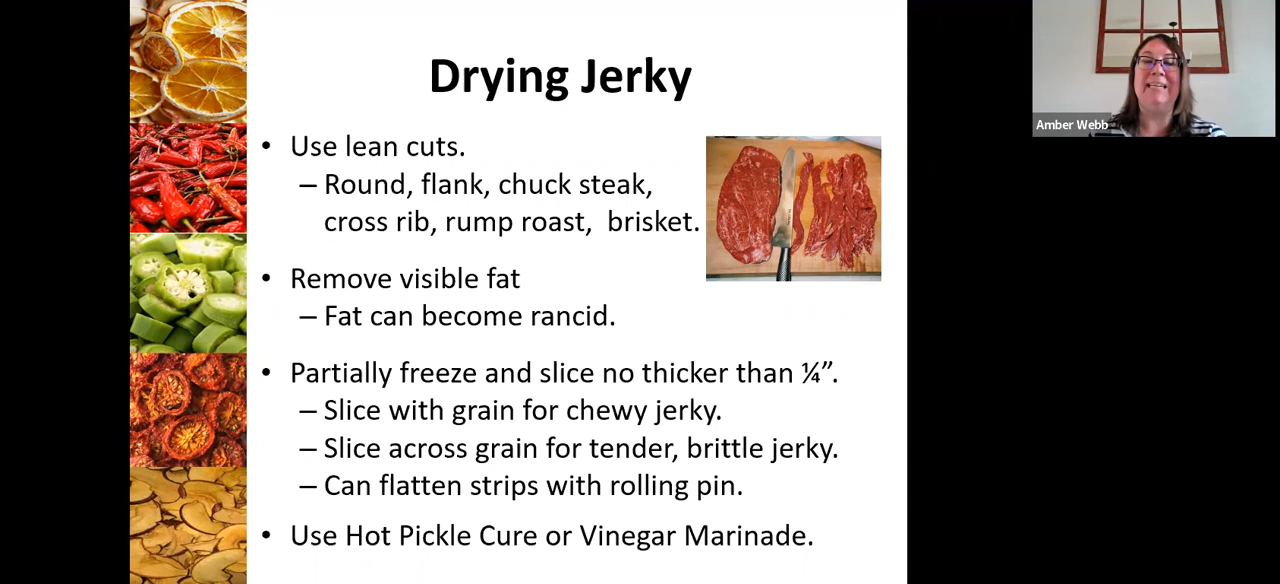 Drying Jerky
• Use lean cuts.
– Round, flank, chuck steak,
cross rib, rump roast,  brisket.
• Remove visible fat
– Fat can become rancid.
• Partially freeze and slice no thicker than ¼”.
– Slice with grain for chewy jerky.
– Slice across grain for tender, brittle jerky.
– Can flatten strips with rolling pin.
• Use Hot Pickle Cure or Vinegar Marinade.
Amber Webb